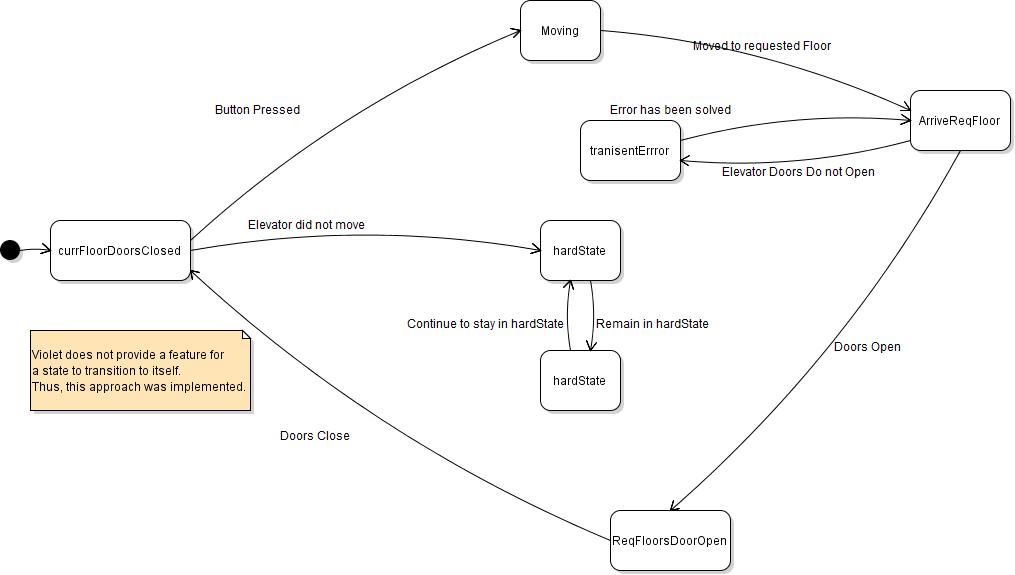 Moving
Moved to requested Floor
Button Pressed
Error has been solved
ArriveReqFloor
tranisentErrror
Elevator Doors Do not Open
Elevator did not move
currFloorDoorsClosed
hardState
Continue to stay in hardState
Remain in hardState
Violet does not provide a feature for
a state to transition to itself.
Thus, this approach was implemented.
Doors Open
hardState
Doors Close
ReqFloorsDoorOpen